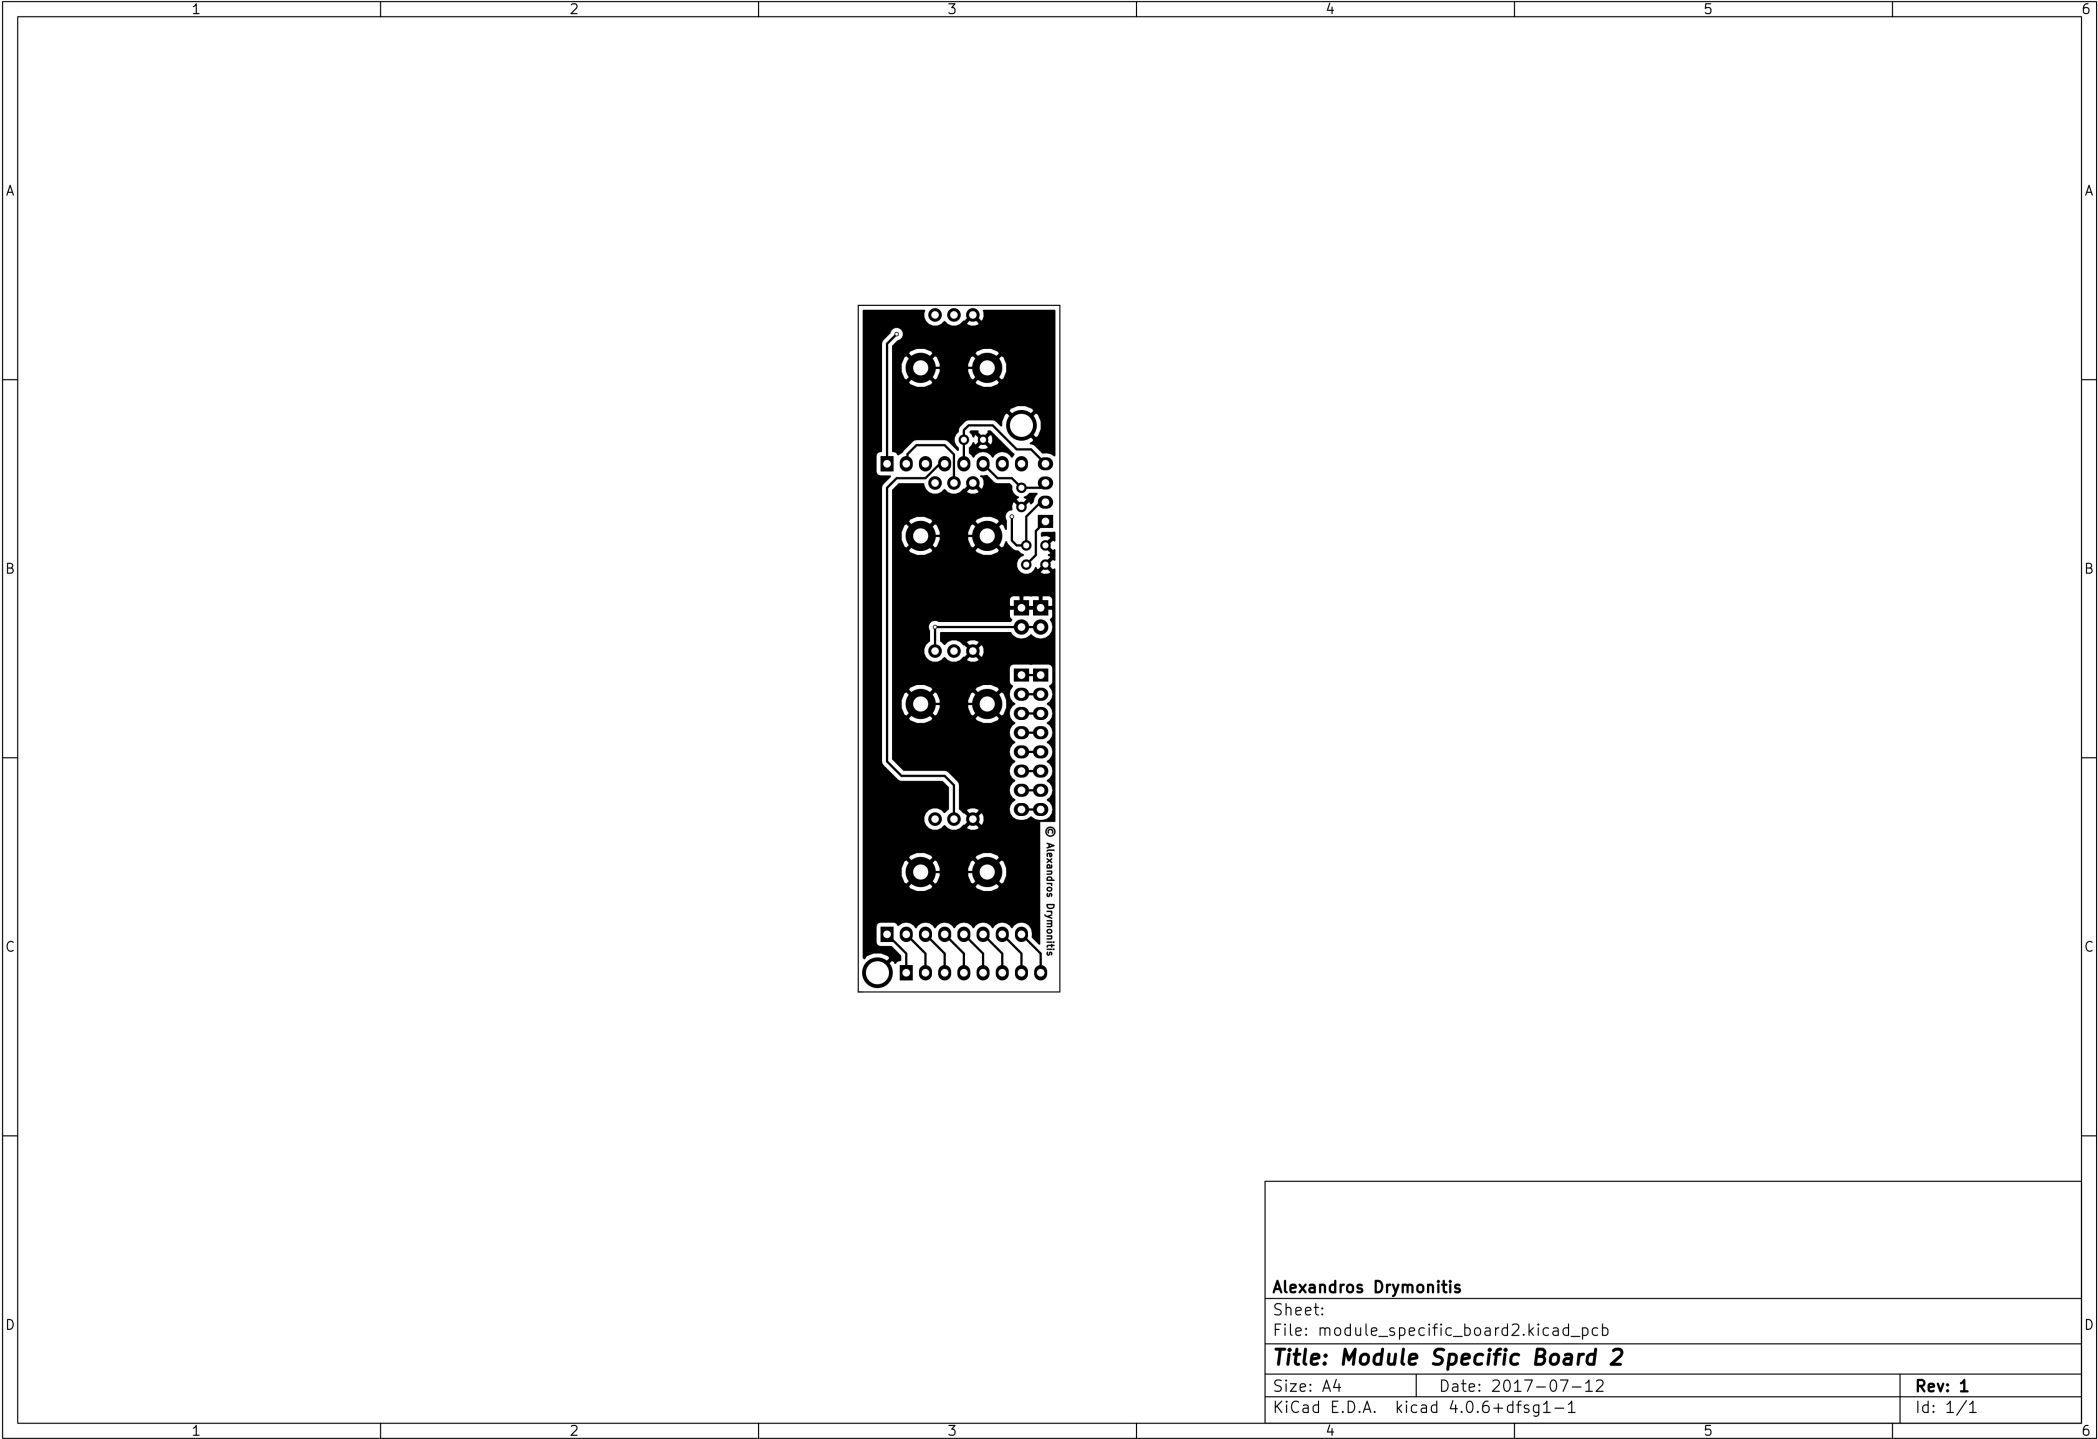 1 2 3 4 5 6
A A
B B
C C
D D
© Alexandros Drymonitis
Alexandros Drymonitis
Sheet:
File: module_specific_board2.kicad_pcb
Title: Module Specific Board 2
Size: A4 Date: 2017-07-12 Rev: 1
KiCad E.D.A. kicad 4.0.6+dfsg1-1 Id: 1/1
1 2 3 4 5 6